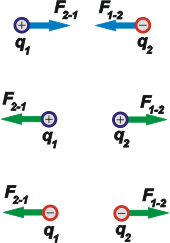 F2-1 F1-2
+ −
q1 q2
F2-1 F1-2
+ +
q1 q2
F2-1 F1-2
− −
q1 q2